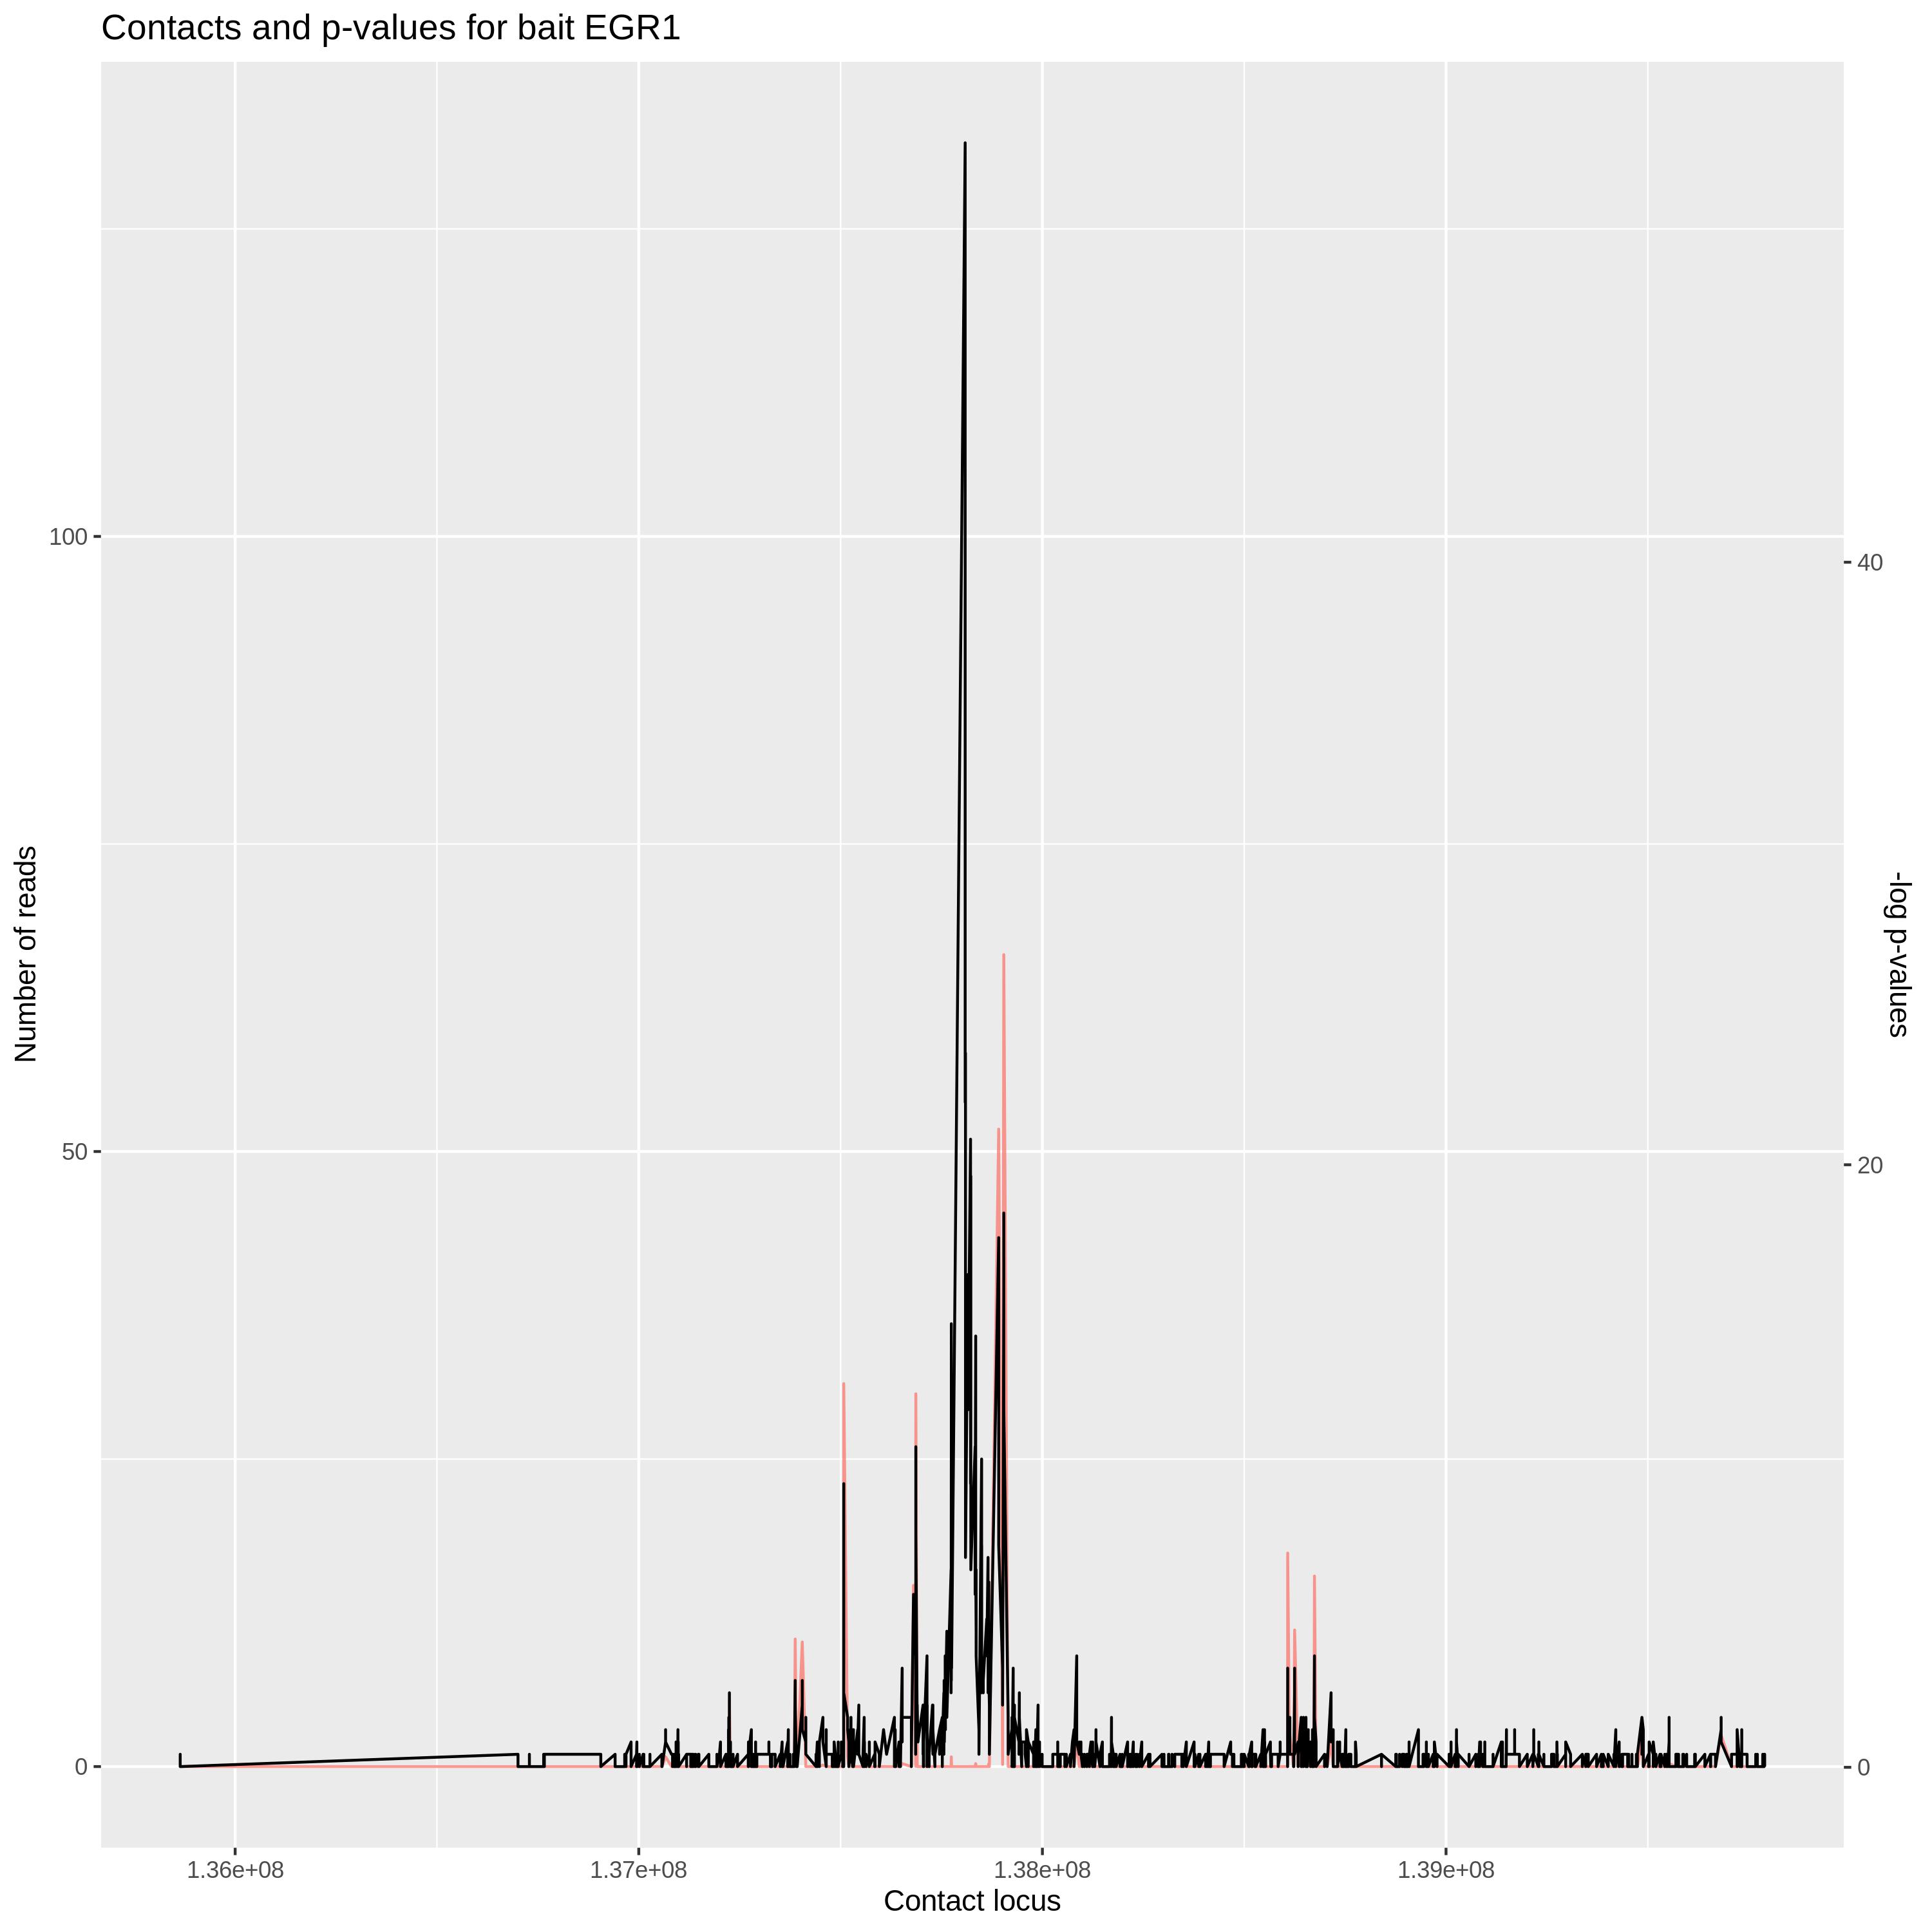 Contacts and p-values for bait EGR1
Number of reads
100
50
0
40
20
0
-log p-values
1.36e+08
1.37e+08
1.38e+08
1.39e+08
Contact locus